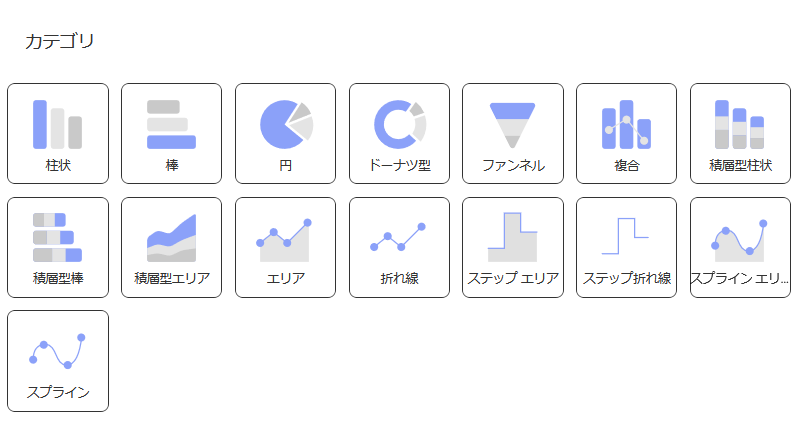 カテゴリ
柱状
棒
円
ドーナツ型
ファンネル
複合
積層型柱状
積層型棒
積層型エリア
エリア
折れ線
ステップ エリア
ステップ折れ線
スプライン エリ...
スプライン